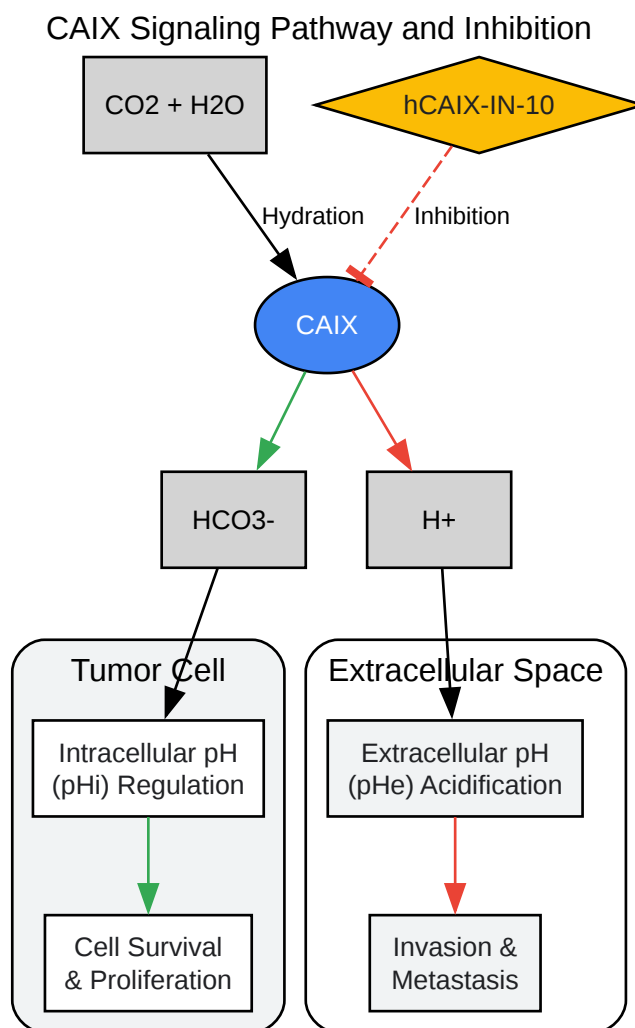 CAIX Signaling Pathway and Inhibition
CO2 + H2O
hCAIX-IN-10
Hydration
Inhibition
CAIX
HCO3-
H+
Tumor Cell
Extracellular Space
Intracellular pH
(pHi) Regulation
Extracellular pH
(pHe) Acidification
Cell Survival
& Proliferation
Invasion &
Metastasis